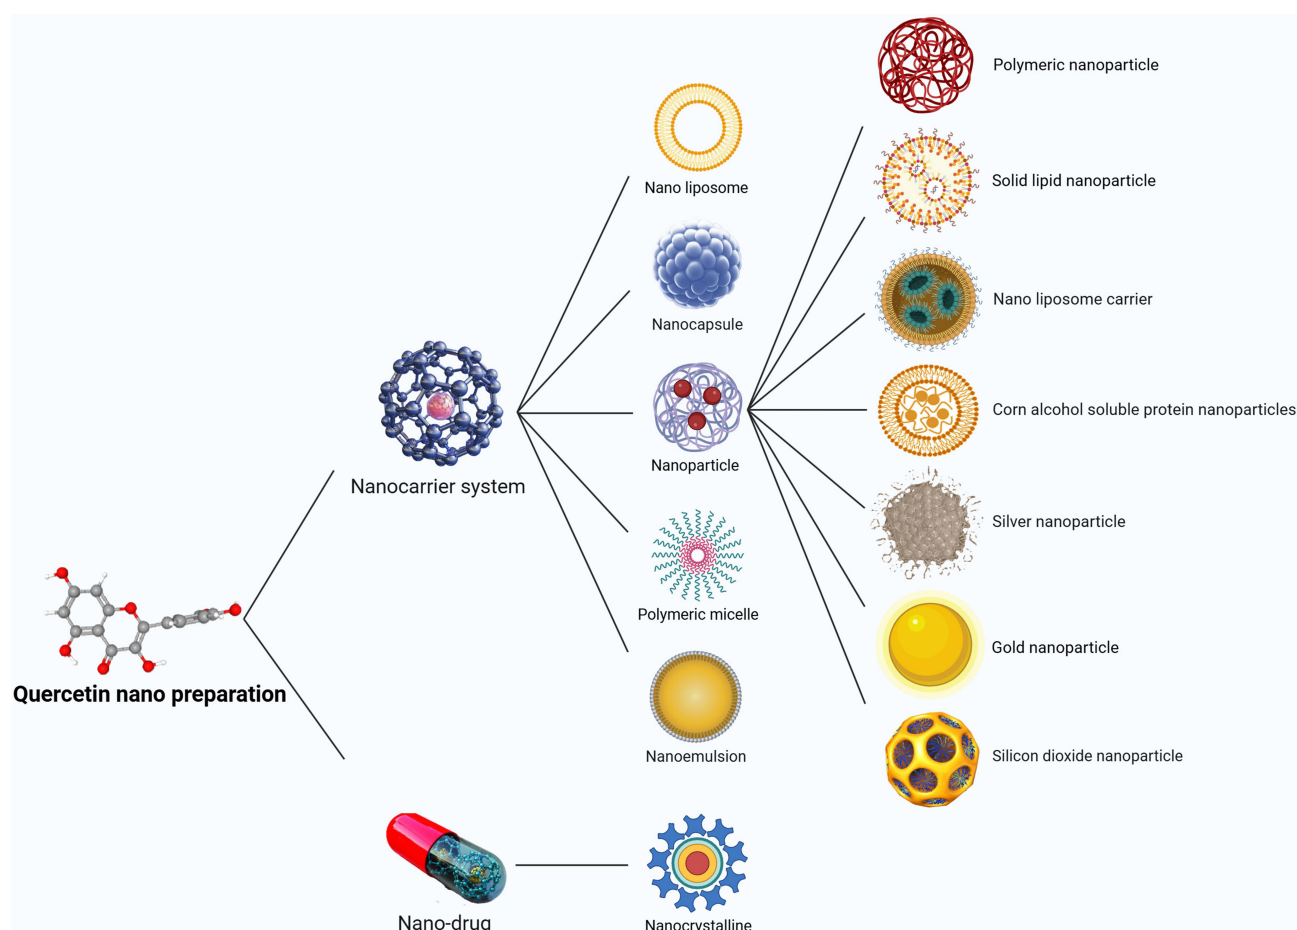 Polymeric nanoparticle
Solid lipid nanoparticle
Nano liposome
Nano liposome carrier
Nanocapsule
Corn alcohol soluble protein nanoparticles
Nanoparticle
Nanocarrier system
Silver nanoparticle
Polymeric micelle
Gold nanoparticle
Quercetin nano preparation
Nanoemulsion
Silicon dioxide nanoparticle
Nano-drug
Nanocrystalline